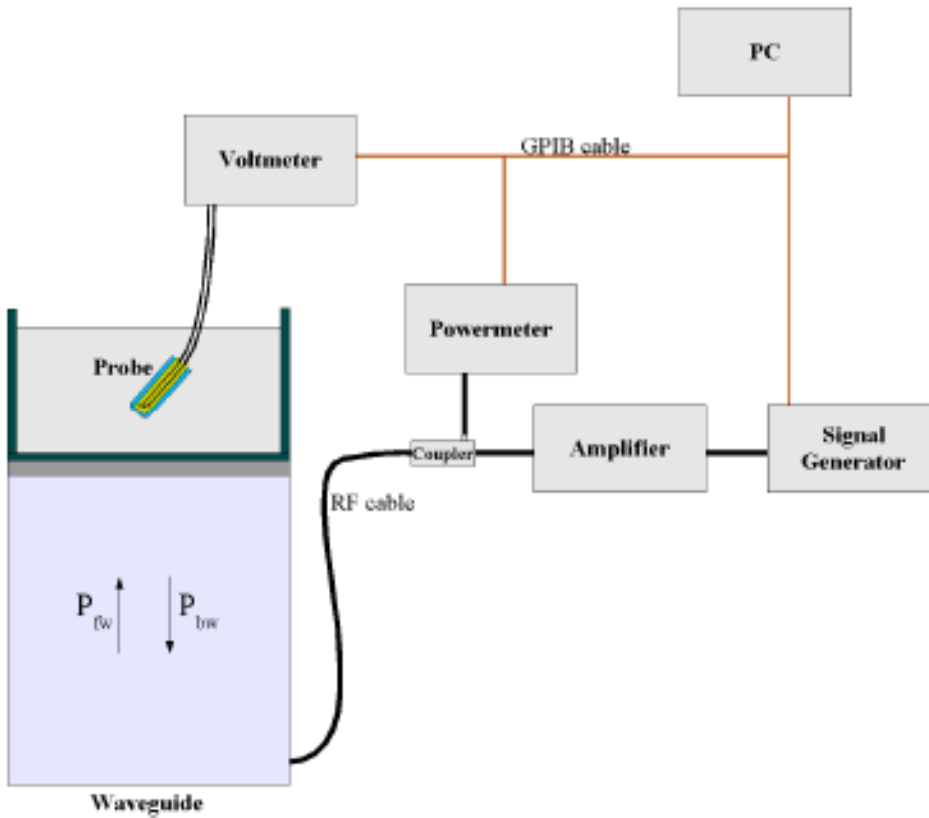 PC
Voltmeter
GPIB cable
Powermeter
Probe
Coupler
Amplifier
Signal
Generator
RF cable
P fw
P bw
Waveguide